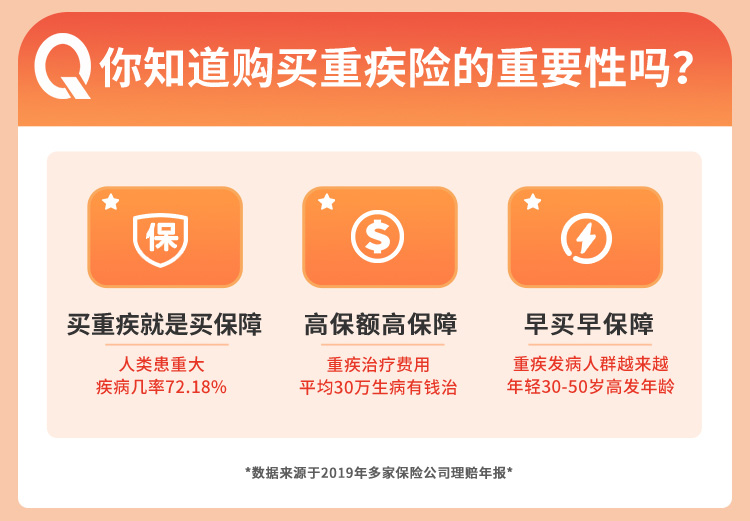 Q 你知道购买重疾险的重要性吗？
保
$
买重疾就是买保障
人类患重大
疾病几率72.18%
高保额高保障
重疾治疗费用
平均30万生病有钱治
早买早保障
重疾发病人群越来越
年轻30-50岁高发年龄
*数据来源于2019年多家保险公司理赔年报*